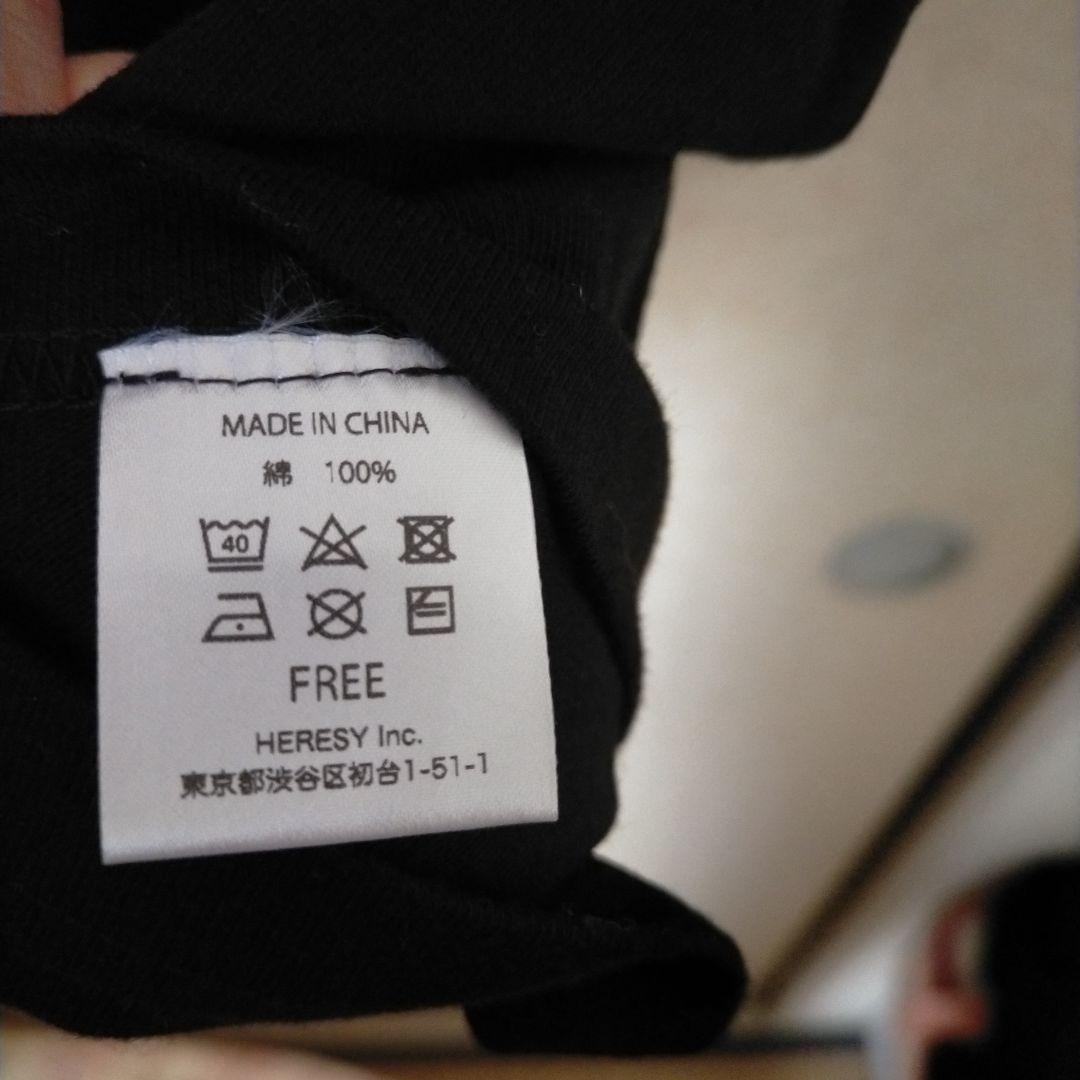 MADE IN CHINA
綿 100%
40
FREE
HERESY Inc.
東京都渋谷区初台1-51-1